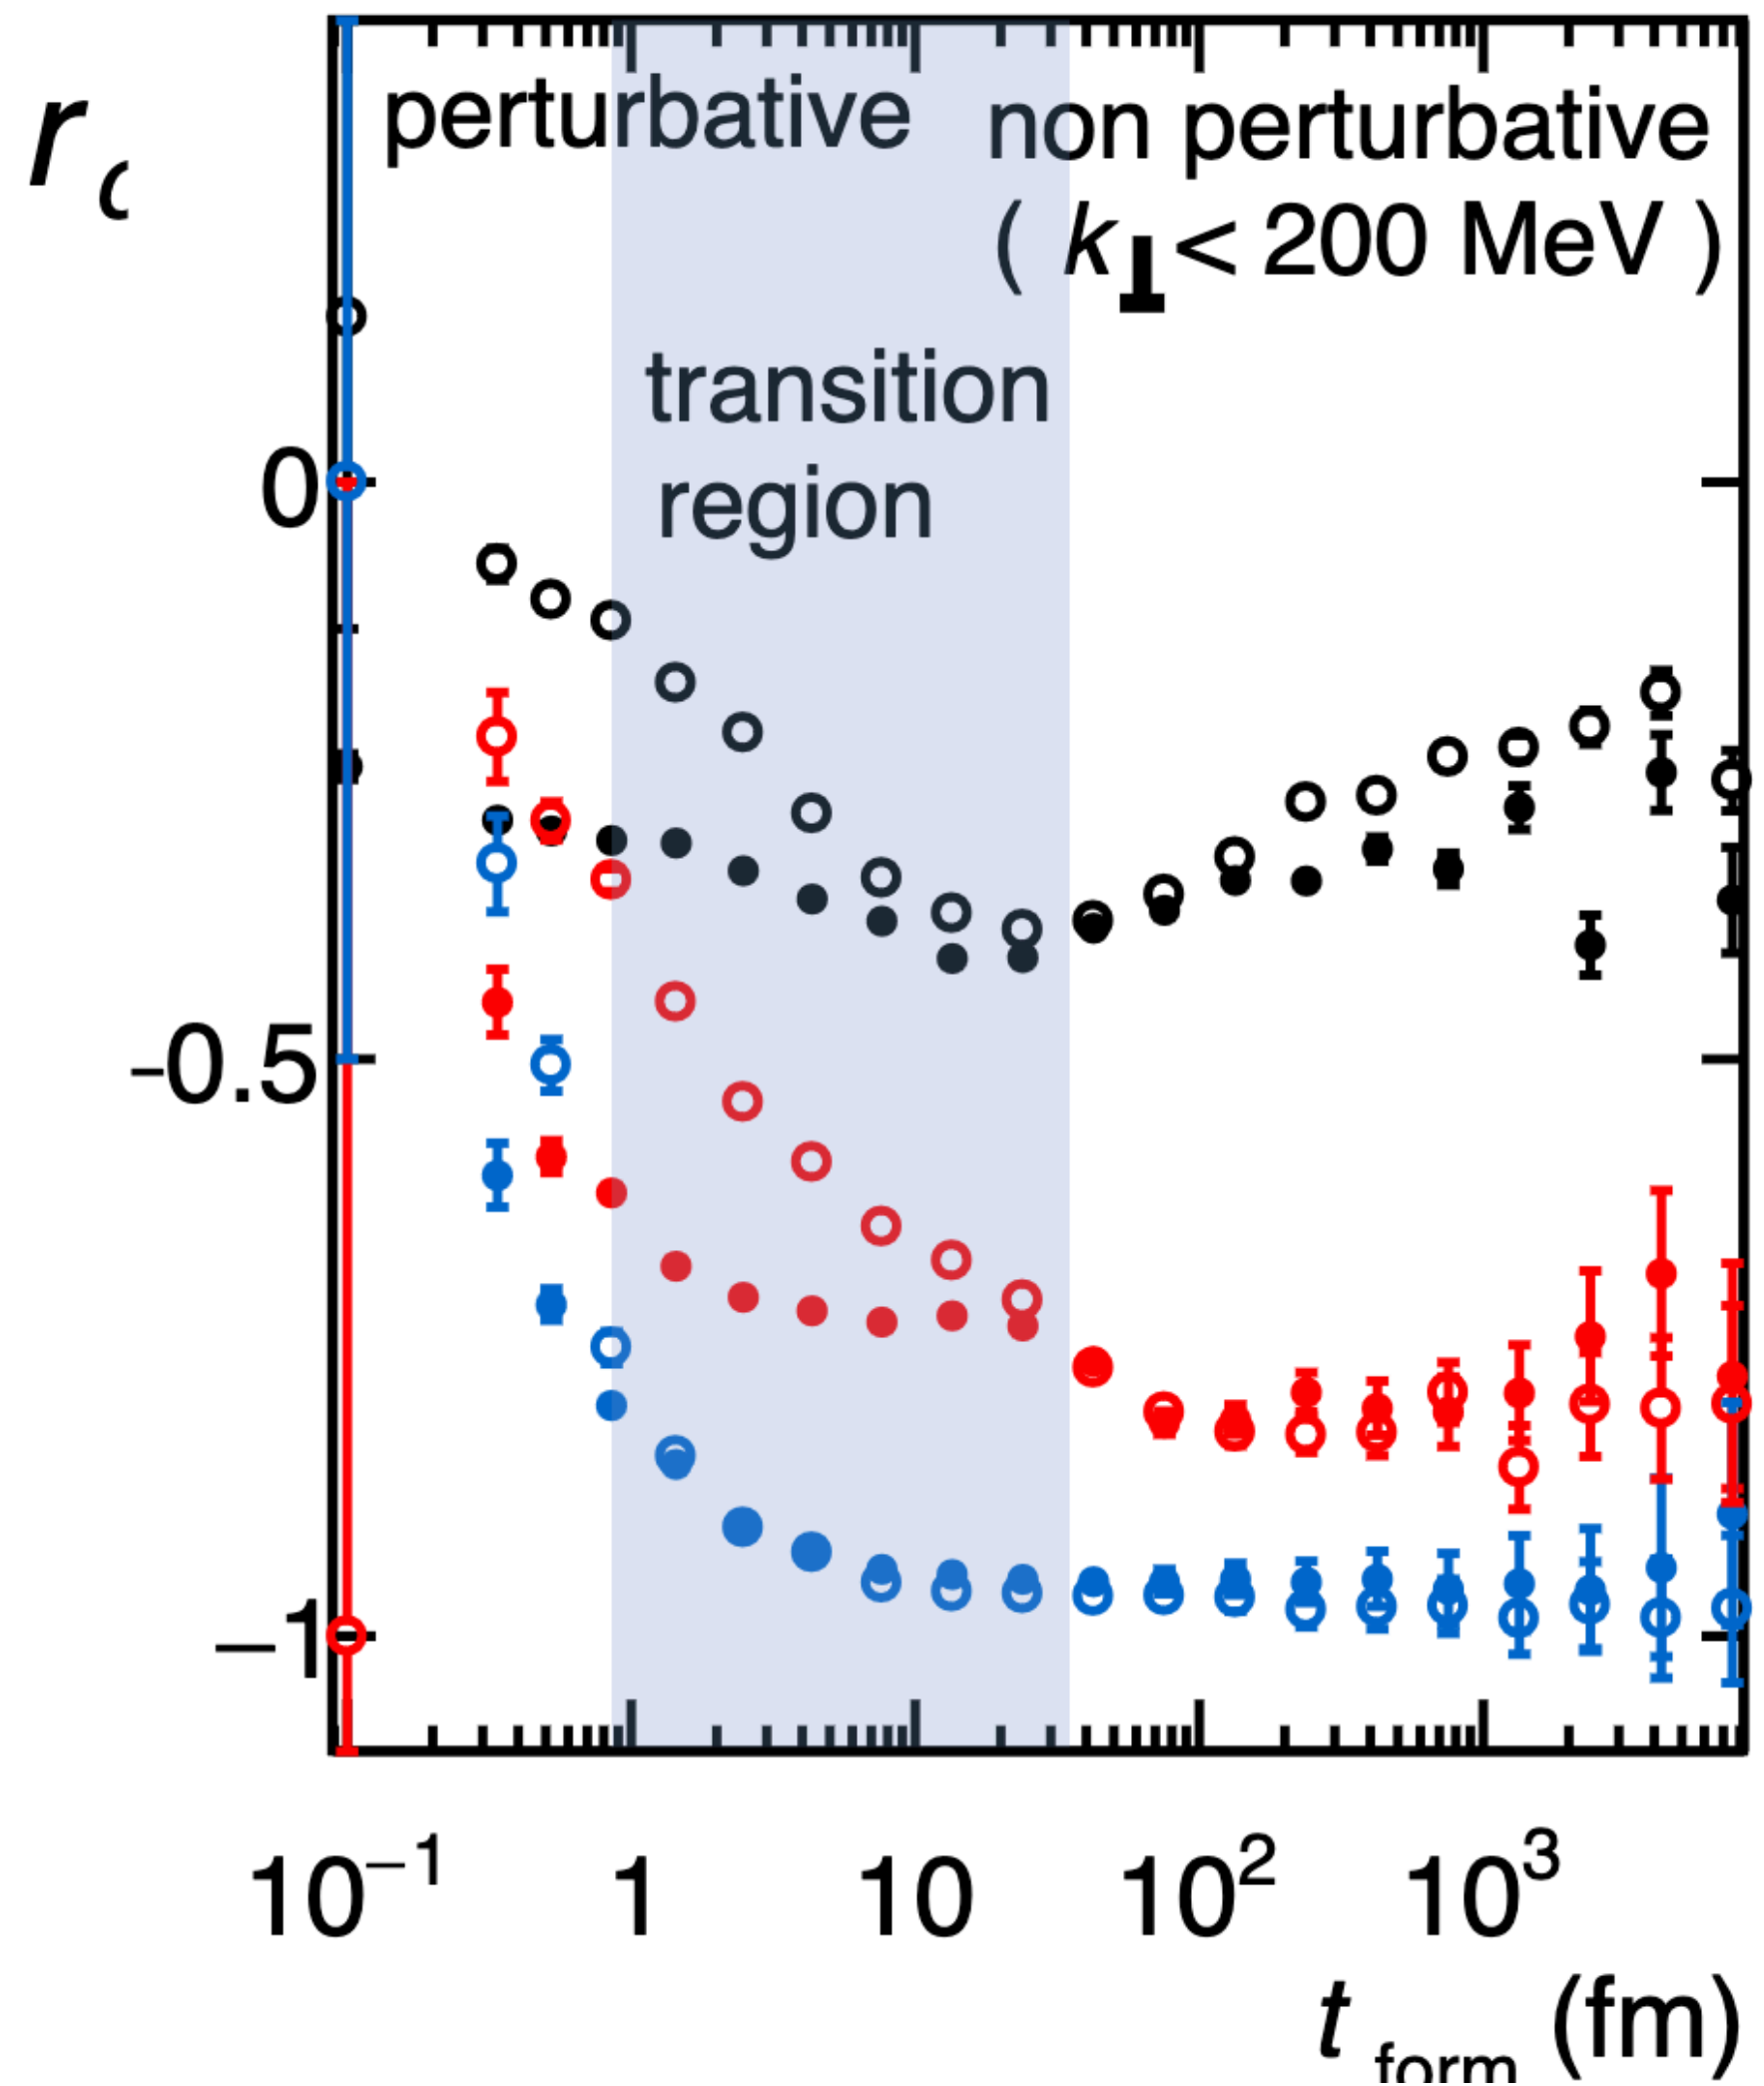 perturbative
non perturbative
( k⊥ < 200 MeV )
r c
transition
region
0
-0.5
−1
10⁻¹ 1 10 10² 10³
t form (fm)